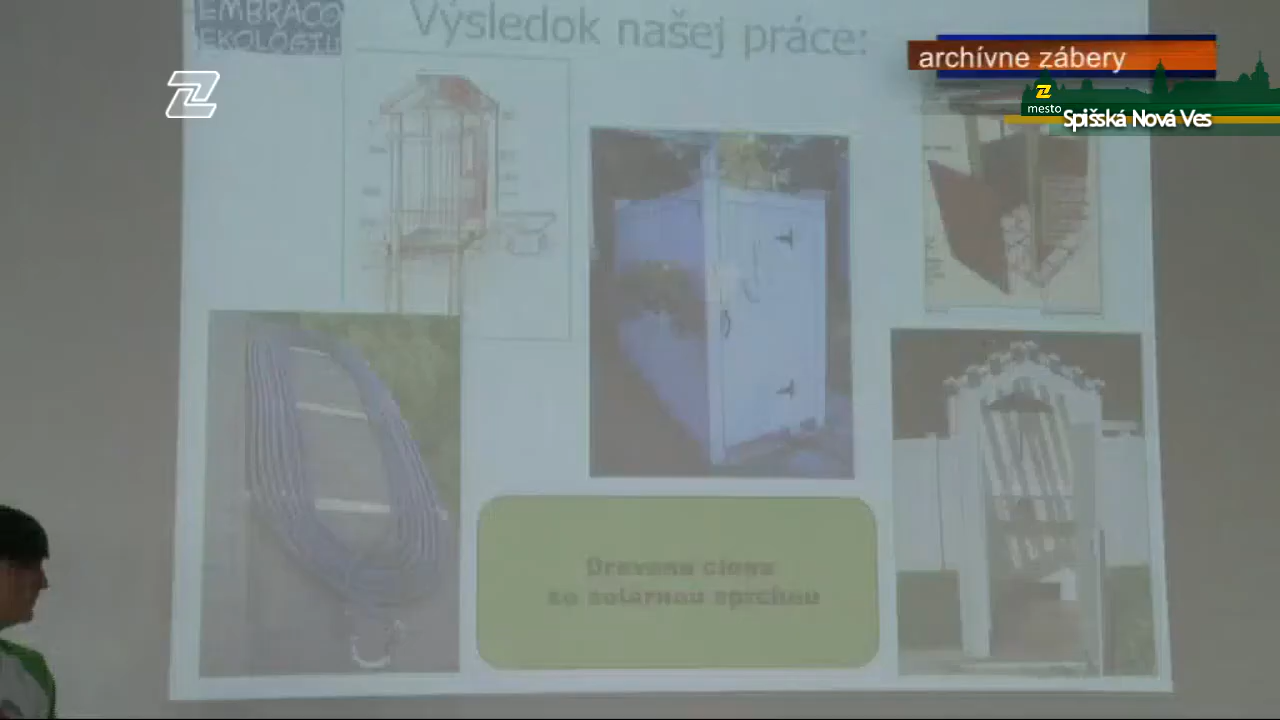 EMBRACO
EKOLÓGIU
Výsledok našej práce:
archívne zábery
mesto
Spišská Nová Ves
Drevená clona
so solárnou sprchou